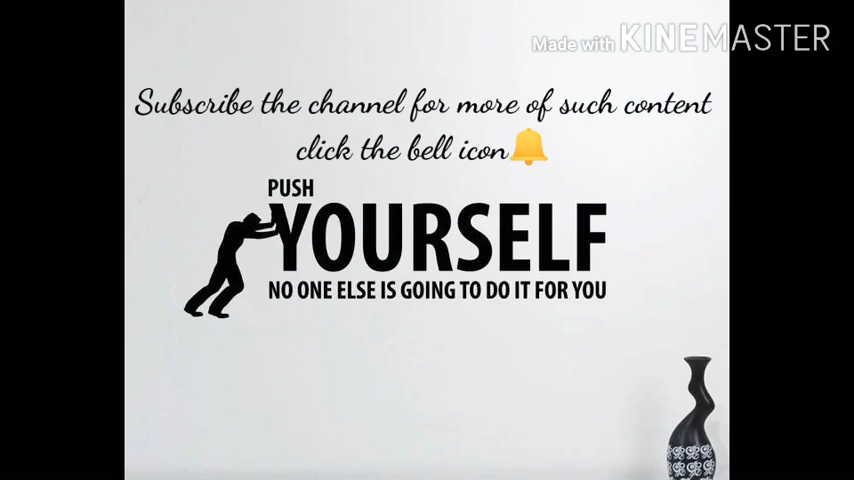 Made with KINEMASTER
Subscribe the channel for more of such content
click the bell icon🔔
PUSH
YOURSELF
NO ONE ELSE IS GOING TO DO IT FOR YOU